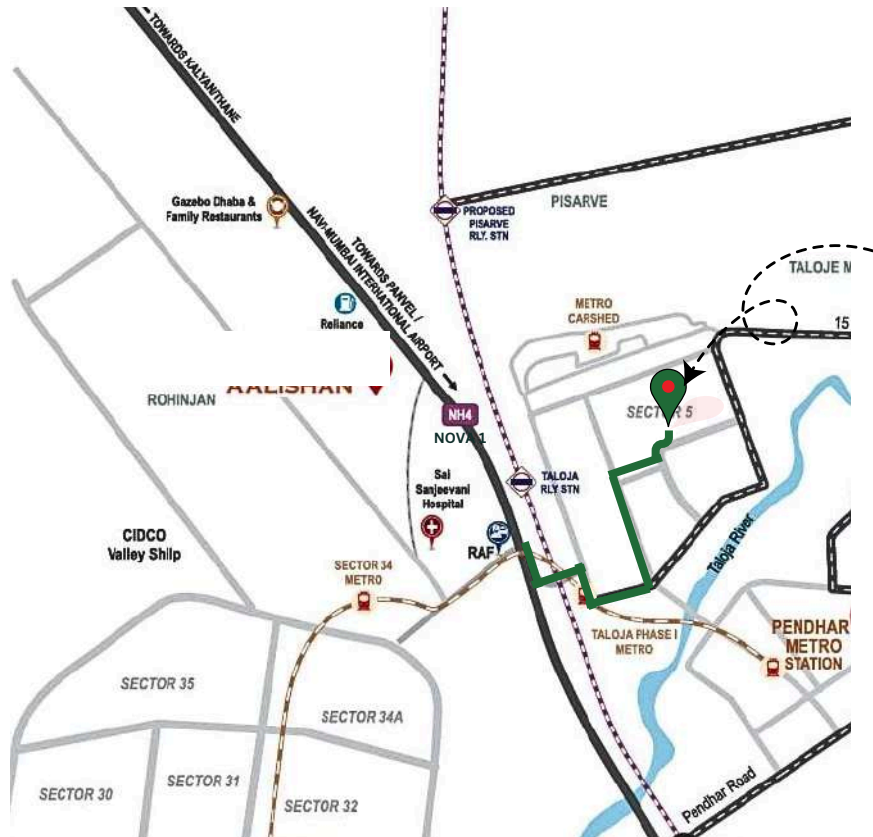 TOWARDS KALYAN/THANE
Gazebo Dhaba &
Family Restaurants
TOWARDS PANVEL /
NAVI-MUMBAI INTERNATIONAL AIRPORT
PROPOSED
PISARVE
RLY. STN
PISARVE
TALOJE M
15
METRO
CARSHED
Reliance
AALISHAN
ROHINJAN
NH4
NOVA 1
SECTOR 5
Sai
Sanjeevani
Hospital
TALOJA
RLY STN
CIDCO
Valley Shilp
RAF
SECTOR 34
METRO
Taloja River
TALOJA PHASE I
METRO
PENDHAR
METRO
STATION
SECTOR 35
SECTOR 34A
SECTOR 30
SECTOR 31
SECTOR 32
Pendhar Road